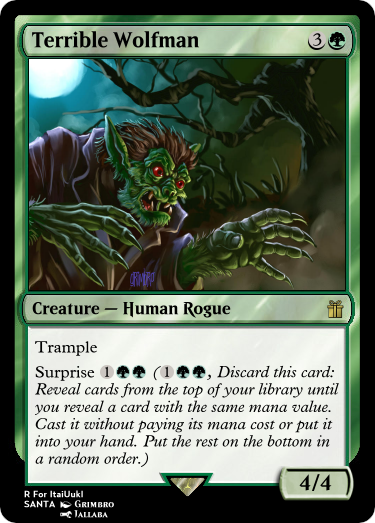 Terrible Wolfman 3
GRIMBRO
Creature — Human Rogue
Trample
Surprise 1 (1, Discard this card:
Reveal cards from the top of your library until
you reveal a card with the same mana value.
Cast it without paying its mana cost or put it
into your hand. Put the rest on the bottom in
a random order.)
4/4
R For ItaiUukI
SANTA GRIMBRO
JALLABA